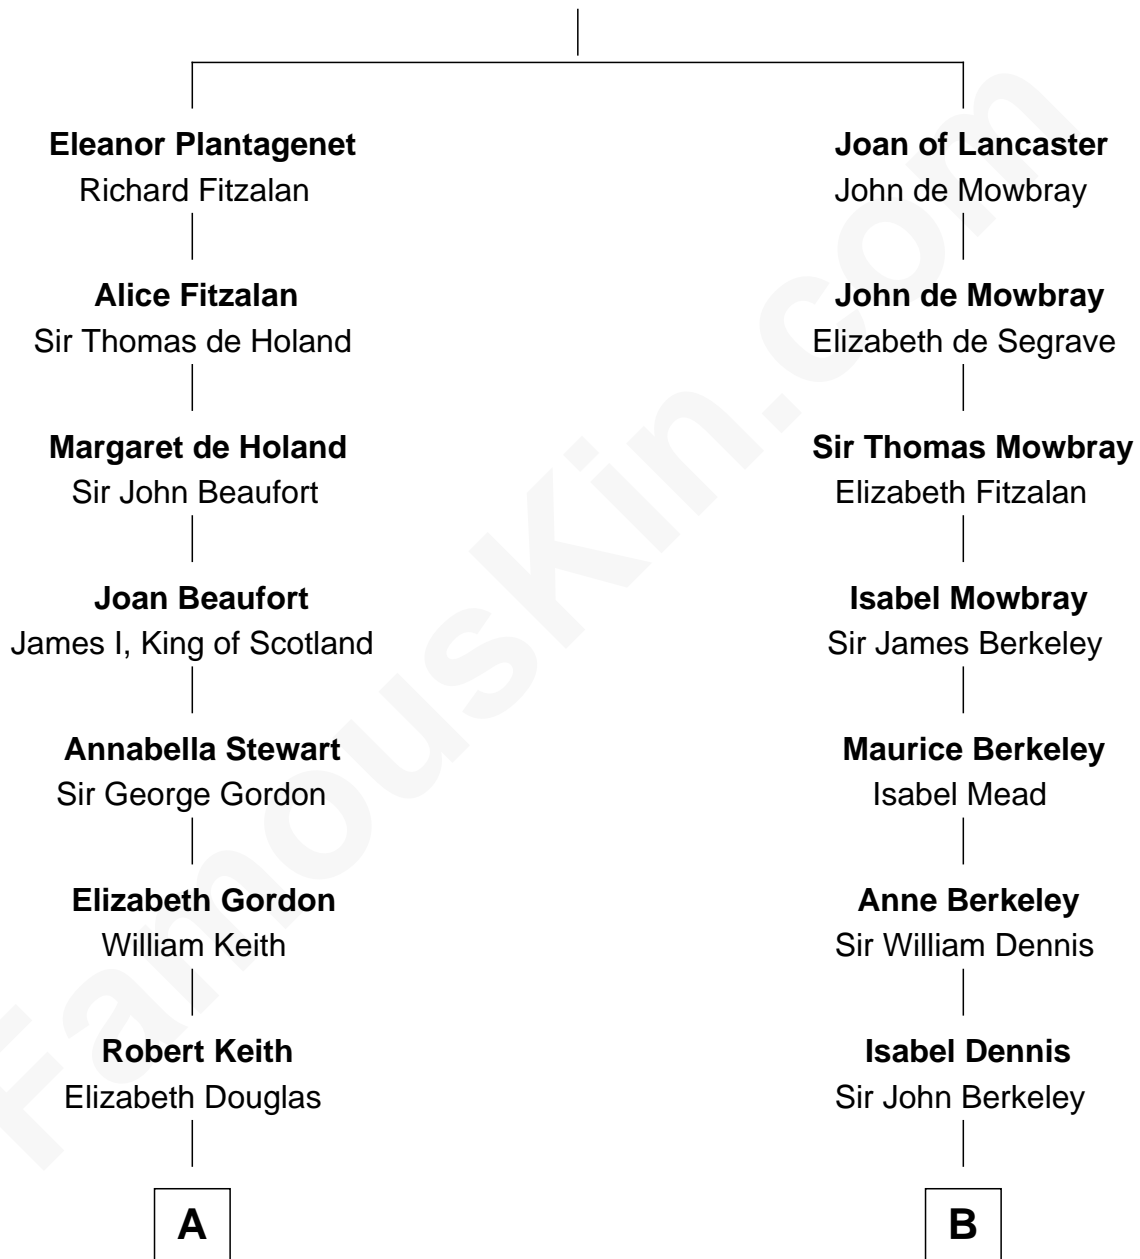 Eleanor Plantagenet
Richard Fitzalan
Alice Fitzalan
Sir Thomas de Holand
Margaret de Holand
Sir John Beaufort
Joan Beaufort
James I, King of Scotland
Annabella Stewart
Sir George Gordon
Elizabeth Gordon
William Keith
Robert Keith
Elizabeth Douglas
A
Joan of Lancaster
John de Mowbray
John de Mowbray
Elizabeth de Segrave
Sir Thomas Mowbray
Elizabeth Fitzalan
Isabel Mowbray
Sir James Berkeley
Maurice Berkeley
Isabel Mead
Anne Berkeley
Sir William Dennis
Isabel Dennis
Sir John Berkeley
B
FamousKin.com